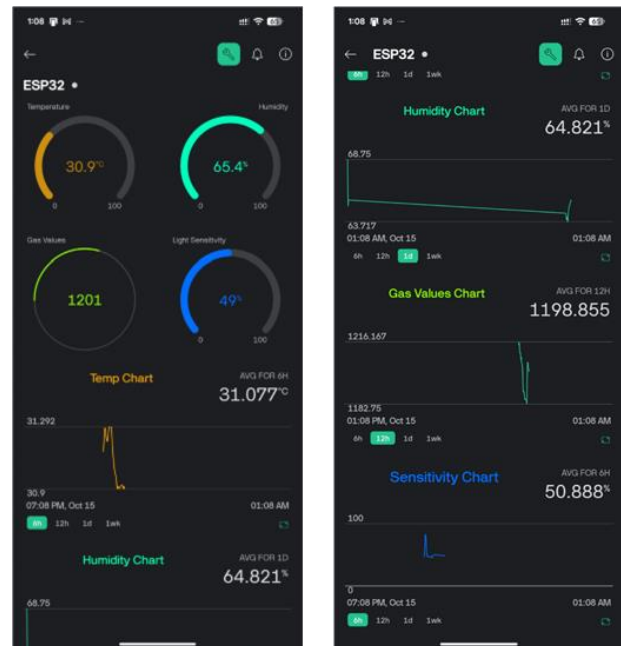 1:08
65
ESP32
Temperature
Humidity
30.9°C
65.4%
0 100
0 100
Gas Values
Light Sensitivity
1201
49%
0 100
Temp Chart
AVG FOR 6H
31.077°C
31.292
30.9
07:08 PM, Oct 15 01:08 AM
6h 12h 1d 1wk
Humidity Chart
AVG FOR 1D
64.821%
68.75
1:08
65
ESP32
6h 12h 1d 1wk
Humidity Chart
AVG FOR 1D
64.821%
68.75
63.717
01:08 AM, Oct 15 01:08 AM
6h 12h 1d 1wk
Gas Values Chart
AVG FOR 12H
1198.855
1216.167
1182.75
01:08 PM, Oct 15 01:08 AM
6h 12h 1d 1wk
Sensitivity Chart
AVG FOR 6H
50.888%
100
0
07:08 PM, Oct 15 01:08 AM
6h 12h 1d 1wk